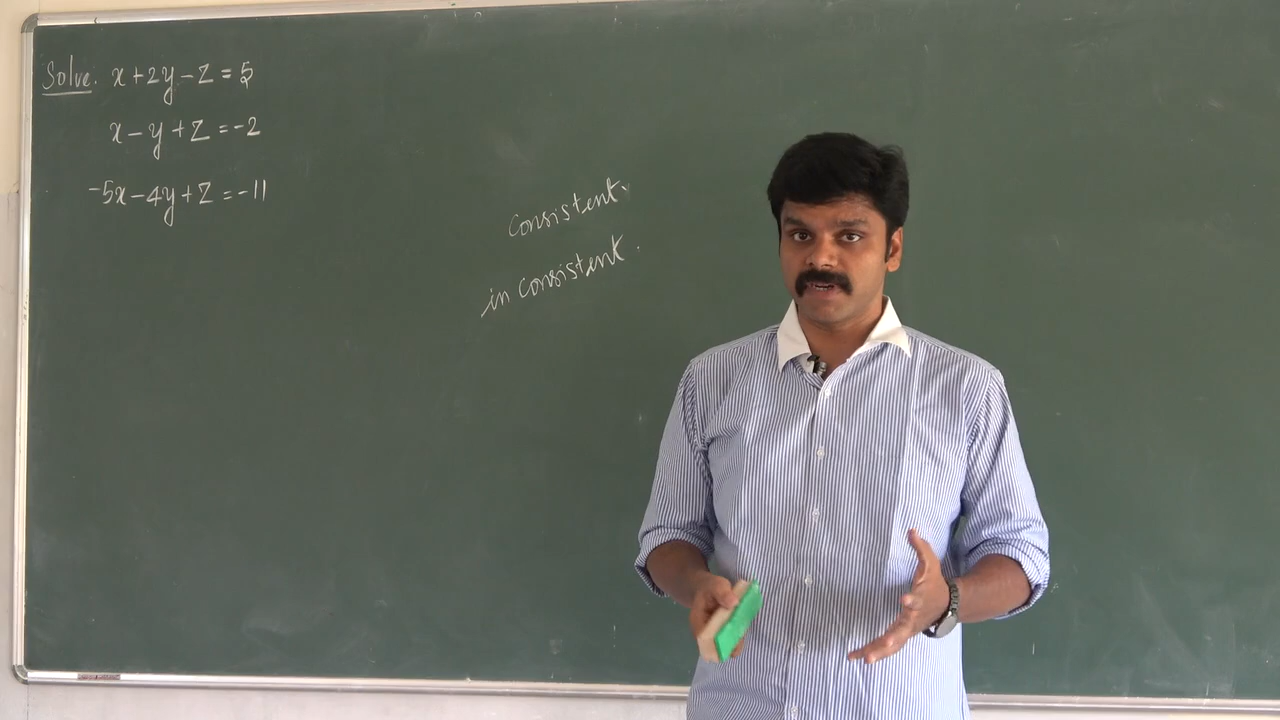 Solve. x+2y-z=5
x-y+z=-2
-5x-4y+z=-11
Consistent.
in consistent.